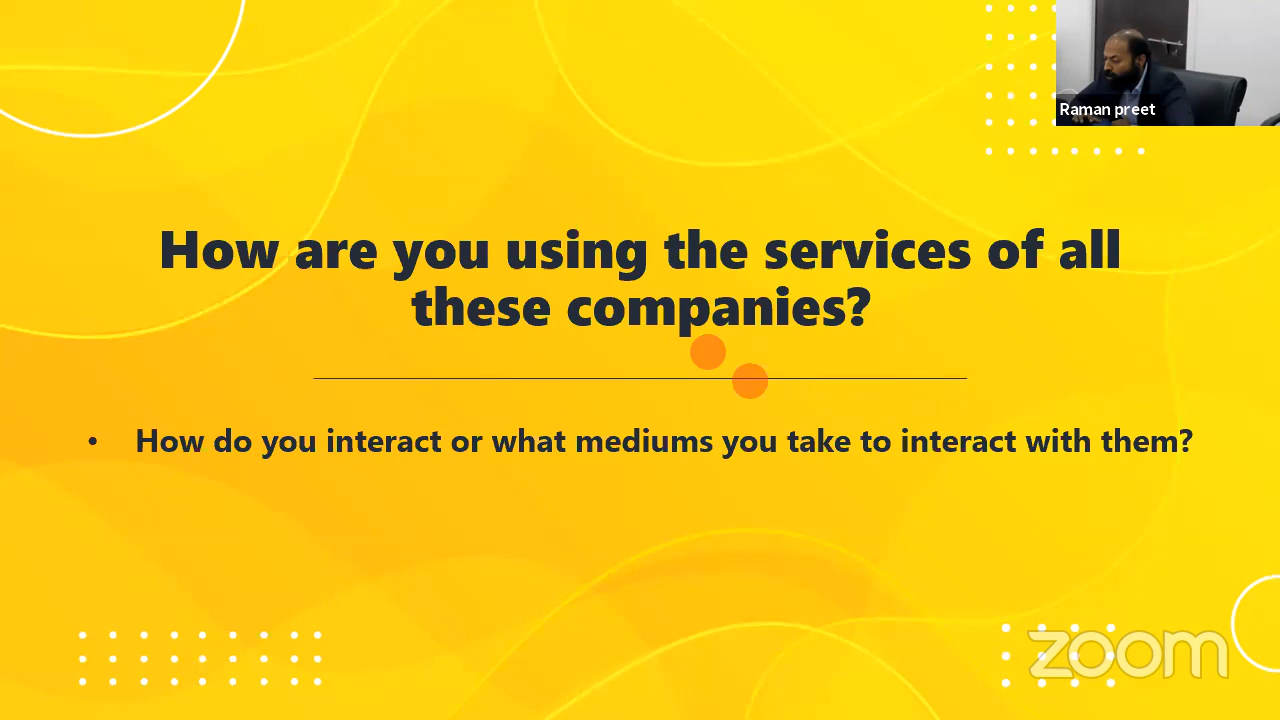 Raman preet
How are you using the services of all
these companies?
• How do you interact or what mediums you take to interact with them?
zoom